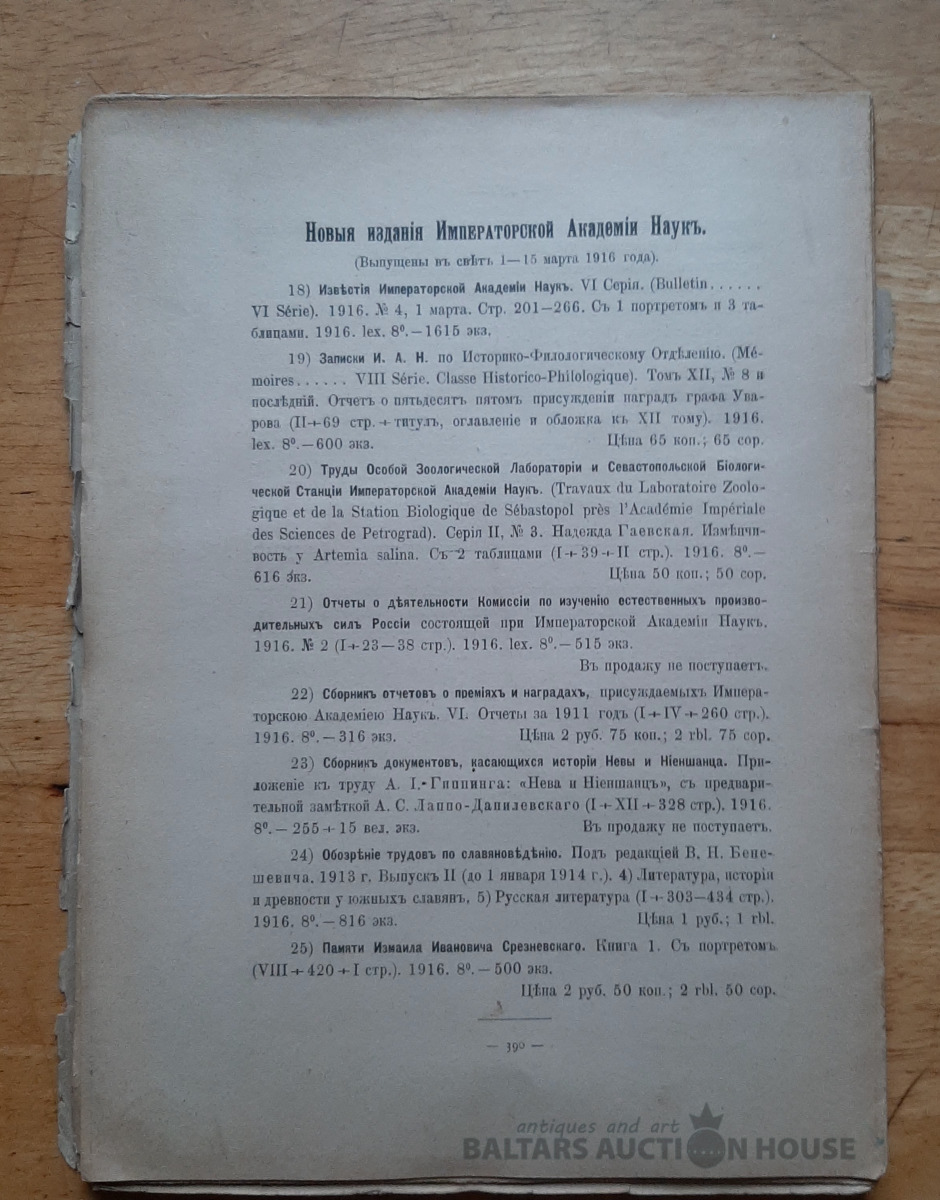 Новыя изданія Императорской Академіи Наукъ.
(Выпущены въ свѣтъ 1—15 марта 1916 года).
18) Извѣстія Императорской Академіи Наукъ. VI Серія. (Bulletin......
VI Série). 1916. № 4, 1 марта. Стр. 201—266. Съ 1 портретомъ и 3 та-
блицами. 1916. lex. 8⁰.—1615 экз.
19) Записки И. А. Н. по Историко-Филологическому Отдѣленію. (Mé-
moires...... VIII Série. Classe Historico-Philologique). Томъ XII, № 8 и
послѣдній. Отчетъ о пятьдесятъ пятомъ присужденіи наградъ графа Ува-
рова (II+69 стр.+титулъ, оглавленіе и обложка къ XII тому). 1916.
lex. 8⁰.—600 экз. Цѣна 65 коп.; 65 cop.
20) Труды Особой Зоологической Лабораторіи и Севастопольской Біологи-
ческой Станціи Императорской Академіи Наукъ. (Travaux du Laboratoire Zoolo-
gique et de la Station Biologique de Sébastopol près l'Académie Impériale
des Sciences de Petrograd). Серія II, № 3. Надежда Гаевская. Измѣнчи-
вость у Artemia salina. Съ 2 таблицами (I+39+II стр.). 1916. 8⁰.—
616 экз. Цѣна 50 коп.; 50 cop.
21) Отчеты о дѣятельности Комиссіи по изученію естественныхъ произво-
дительныхъ силъ Россіи состоящей при Императорской Академіи Наукъ.
1916. № 2 (I+23—38 стр.). 1916. lex. 8⁰.—515 экз.
Въ продажу не поступаетъ.
22) Сборникъ отчетовъ о преміяхъ и наградахъ, присуждаемыхъ Импера-
торскою Академіею Наукъ. VI. Отчеты за 1911 годъ (I+IV+260 стр.).
1916. 8⁰.—316 экз. Цѣна 2 руб. 75 коп.; 2 rbl. 75 cop.
23) Сборникъ документовъ, касающихся исторіи Невы и Ніеншанца. При-
ложеніе къ труду А. І. Гиппинга: «Нева и Ніеншанцъ», съ предвари-
тельной замѣткой А. С. Лаппо-Данилевскаго (I+XII+328 стр.). 1916.
8⁰.—255+15 вел. экз. Въ продажу не поступаетъ.
24) Обозрѣніе трудовъ по славяновѣдѣнію. Подъ редакціей В. Н. Бене-
шевича. 1913 г. Выпускъ II (до 1 января 1914 г.). 4) Литература, исторія
и древности у южныхъ славянъ, 5) Русская литература (I+303—434 стр.).
1916. 8⁰.—816 экз. Цѣна 1 руб.; 1 rbl.
25) Памяти Измаила Ивановича Срезневскаго. Книга 1. Съ портретомъ
(VIII+420+I стр.). 1916. 8⁰.—500 экз.
Цѣна 2 руб. 50 коп.; 2 rbl. 50 cop.
— 390 —
antiques and art
BALTARS AUCTION HOUSE